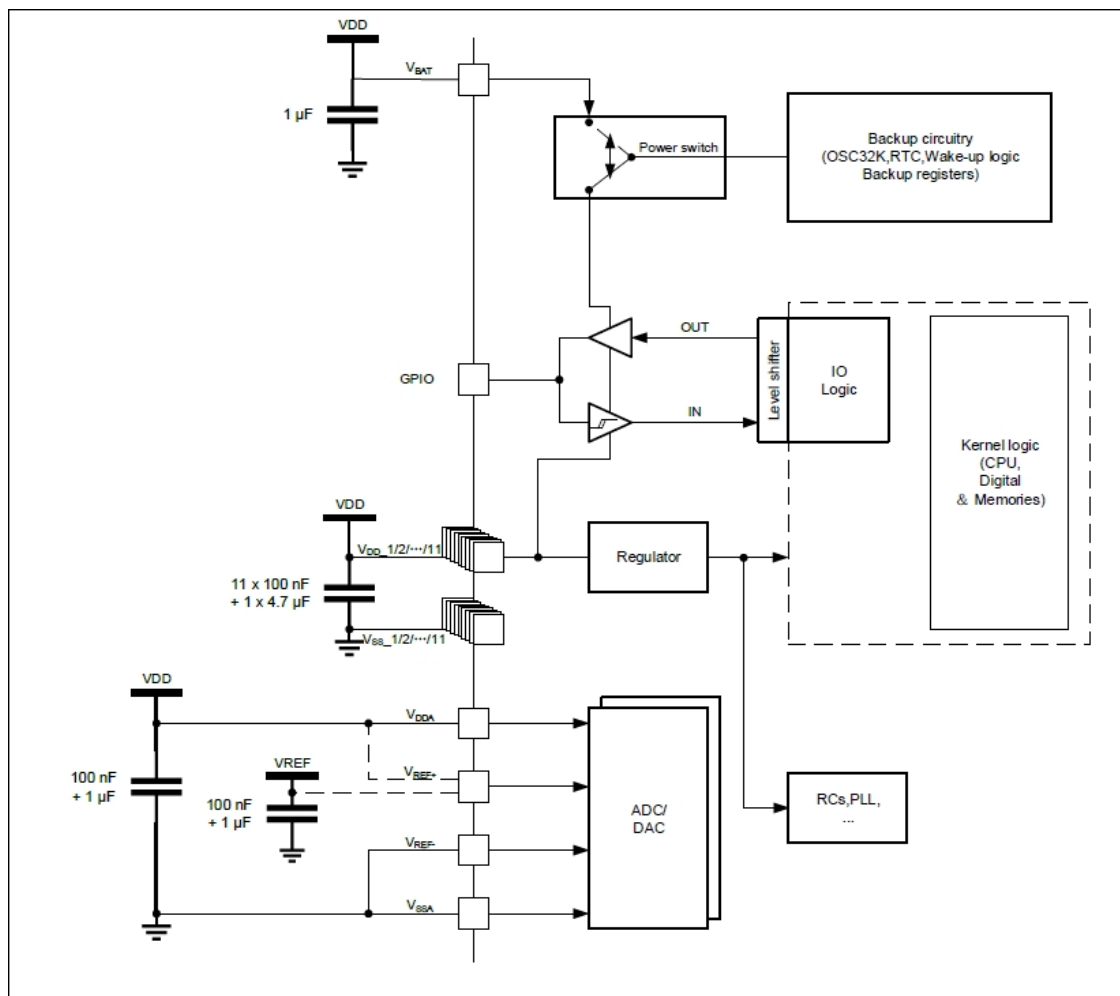 VDD
VBAT
1 µF
Power switch
Backup circuitry
(OSC32K,RTC,Wake-up logic
Backup registers)
OUT
GPIO
IN
Level shifter
IO
Logic
Kernel logic
(CPU,
Digital
& Memories)
VDD
VDD_1/2/···/11
Regulator
11 x 100 nF
+ 1 x 4.7 µF
VSS_1/2/···/11
VDD
VDDA
VREF
VREF+
100 nF
+ 1 µF
100 nF
+ 1 µF
ADC/
DAC
RCs,PLL,
...
VREF-
VSSA